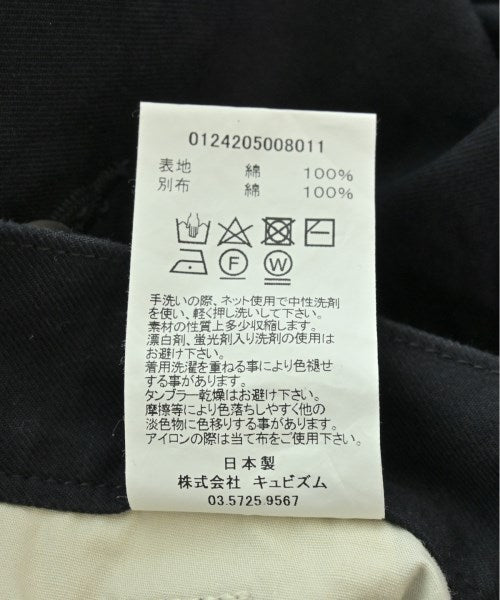 0124205008011
表地 綿 100%
別布 綿 100%
F W
手洗いの際、ネット使用で中性洗剤
を使い、軽く押し洗いして下さい。
素材の性質上多少収縮します。
漂白剤、蛍光剤入り洗剤の使用は
お避け下さい。
着用洗濯を重ねる事により色褪せ
する事があります。
タンブラー乾燥はお避け下さい。
摩擦等により色落ちしやすく他の
淡色物に色移りする事があります。
アイロンの際は当て布をご使用下さい。
日本製
株式会社 キュビズム
03.5725.9567